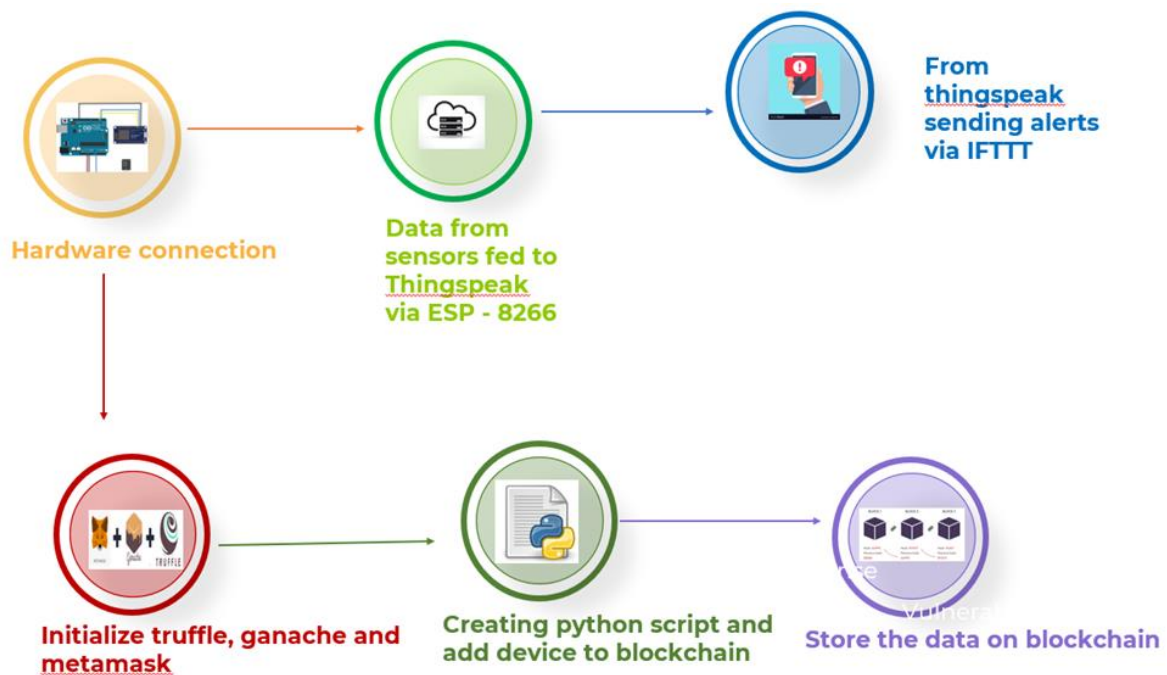 From
thingspeak
sending alerts
via IFTTT
Hardware connection
Data from
sensors fed to
Thingspeak
via ESP - 8266
TRUFFLE
Initialize truffle, ganache and
metamask
Creating python script and
add device to blockchain
Store the data on blockchain